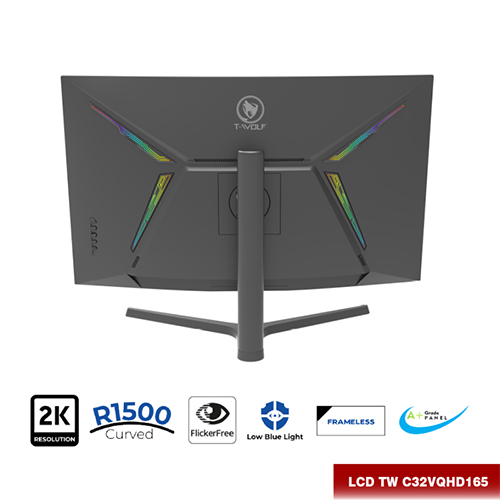 T-WOLF
2K
RESOLUTION
R1500
Curved
FlickerFree
Low Blue Light
FRAMELESS
A+ Grade
PANEL
LCD TW C32VQHD165